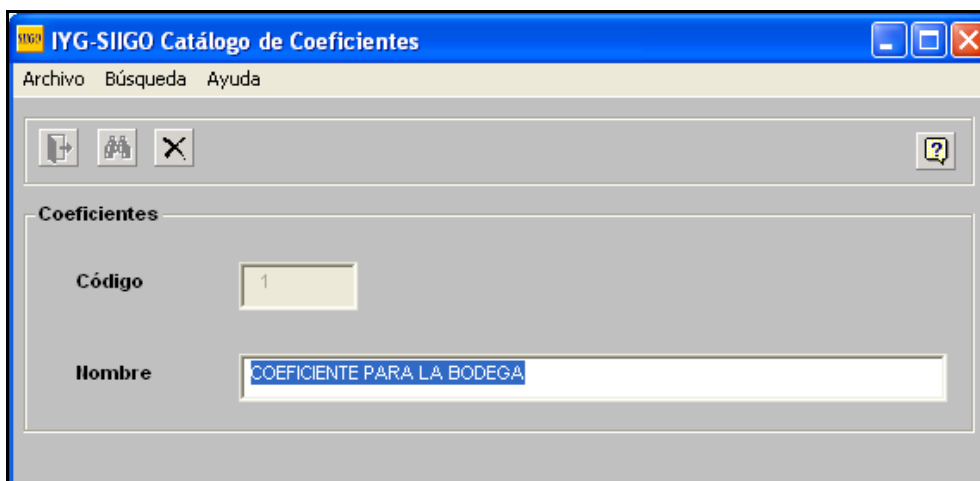 SIIGO IYG-SIIGO Catálogo de Coeficientes
Archivo Búsqueda Ayuda
?
Coeficientes
Código 1
Nombre COEFICIENTE PARA LA BODEGA